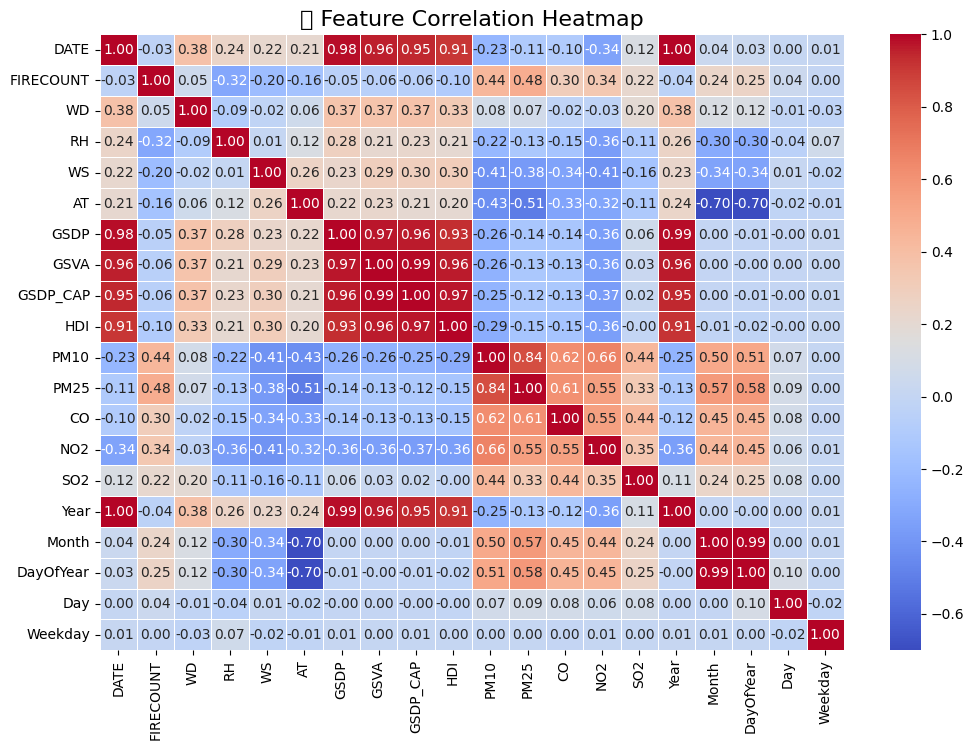 ▯ Feature Correlation Heatmap
DATE 1.00 -0.03 0.38 0.24 0.22 0.21 0.98 0.96 0.95 0.91 -0.23 -0.11 -0.10 -0.34 0.12 1.00 0.04 0.03 0.00 0.01
FIRECOUNT -0.03 1.00 0.05 -0.32 -0.20 -0.16 -0.05 -0.06 -0.06 -0.10 0.44 0.48 0.30 0.34 0.22 -0.04 0.24 0.25 0.04 0.00
WD 0.38 0.05 1.00 -0.09 -0.02 0.06 0.37 0.37 0.37 0.33 0.08 0.07 -0.02 -0.03 0.20 0.38 0.12 0.12 -0.01 -0.03
RH 0.24 -0.32 -0.09 1.00 0.01 0.12 0.28 0.21 0.23 0.21 -0.22 -0.13 -0.15 -0.36 -0.11 0.26 -0.30 -0.30 -0.04 0.07
WS 0.22 -0.20 -0.02 0.01 1.00 0.26 0.23 0.29 0.30 0.30 -0.41 -0.38 -0.34 -0.41 -0.16 0.23 -0.34 -0.34 0.01 -0.02
AT 0.21 -0.16 0.06 0.12 0.26 1.00 0.22 0.23 0.21 0.20 -0.43 -0.51 -0.33 -0.32 -0.11 0.24 -0.70 -0.70 -0.02 -0.01
GSDP 0.98 -0.05 0.37 0.28 0.23 0.22 1.00 0.97 0.96 0.93 -0.26 -0.14 -0.14 -0.36 0.06 0.99 0.00 -0.01 -0.00 0.01
GSVA 0.96 -0.06 0.37 0.21 0.29 0.23 0.97 1.00 0.99 0.96 -0.26 -0.13 -0.13 -0.36 0.03 0.96 0.00 -0.00 -0.00 0.00
GSDP_CAP 0.95 -0.06 0.37 0.23 0.30 0.21 0.96 0.99 1.00 0.97 -0.25 -0.12 -0.13 -0.37 0.02 0.95 0.00 -0.01 -0.00 0.01
HDI 0.91 -0.10 0.33 0.21 0.30 0.20 0.93 0.96 0.97 1.00 -0.29 -0.15 -0.15 -0.36 -0.00 0.91 -0.01 -0.02 -0.00 0.00
PM10 -0.23 0.44 0.08 -0.22 -0.41 -0.43 -0.26 -0.26 -0.25 -0.29 1.00 0.84 0.62 0.66 0.44 -0.25 0.50 0.51 0.07 0.00
PM25 -0.11 0.48 0.07 -0.13 -0.38 -0.51 -0.14 -0.13 -0.12 -0.15 0.84 1.00 0.61 0.55 0.33 -0.13 0.57 0.58 0.09 0.00
CO -0.10 0.30 -0.02 -0.15 -0.34 -0.33 -0.14 -0.13 -0.13 -0.15 0.62 0.61 1.00 0.55 0.44 -0.12 0.45 0.45 0.08 0.00
NO2 -0.34 0.34 -0.03 -0.36 -0.41 -0.32 -0.36 -0.36 -0.37 -0.36 0.66 0.55 0.55 1.00 0.35 -0.36 0.44 0.45 0.06 0.01
SO2 0.12 0.22 0.20 -0.11 -0.16 -0.11 0.06 0.03 0.02 -0.00 0.44 0.33 0.44 0.35 1.00 0.11 0.24 0.25 0.08 0.00
Year 1.00 -0.04 0.38 0.26 0.23 0.24 0.99 0.96 0.95 0.91 -0.25 -0.13 -0.12 -0.36 0.11 1.00 0.00 -0.00 0.00 0.01
Month 0.04 0.24 0.12 -0.30 -0.34 -0.70 0.00 0.00 0.00 -0.01 0.50 0.57 0.45 0.44 0.24 0.00 1.00 0.99 0.00 0.01
DayOfYear 0.03 0.25 0.12 -0.30 -0.34 -0.70 -0.01 -0.00 -0.01 -0.02 0.51 0.58 0.45 0.45 0.25 -0.00 0.99 1.00 0.10 0.00
Day 0.00 0.04 -0.01 -0.04 0.01 -0.02 -0.00 -0.00 -0.00 -0.00 0.07 0.09 0.08 0.06 0.08 0.00 0.00 0.10 1.00 -0.02
Weekday 0.01 0.00 -0.03 0.07 -0.02 -0.01 0.01 0.00 0.01 0.00 0.00 0.00 0.00 0.01 0.00 0.01 0.01 0.00 -0.02 1.00
DATE FIRECOUNT WD RH WS AT GSDP GSVA GSDP_CAP HDI PM10 PM25 CO NO2 SO2 Year Month DayOfYear Day Weekday
1.0
0.8
0.6
0.4
0.2
0.0
−0.2
−0.4
−0.6